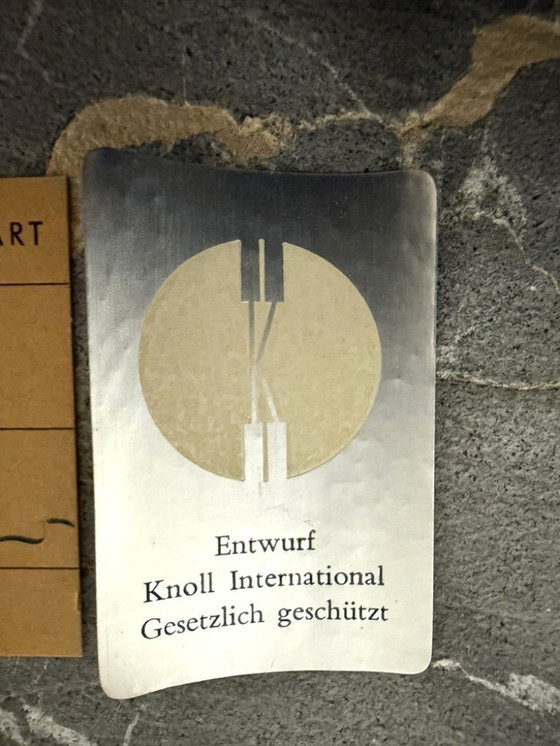 ART
K
Entwurf
Knoll International
Gesetzlich geschützt